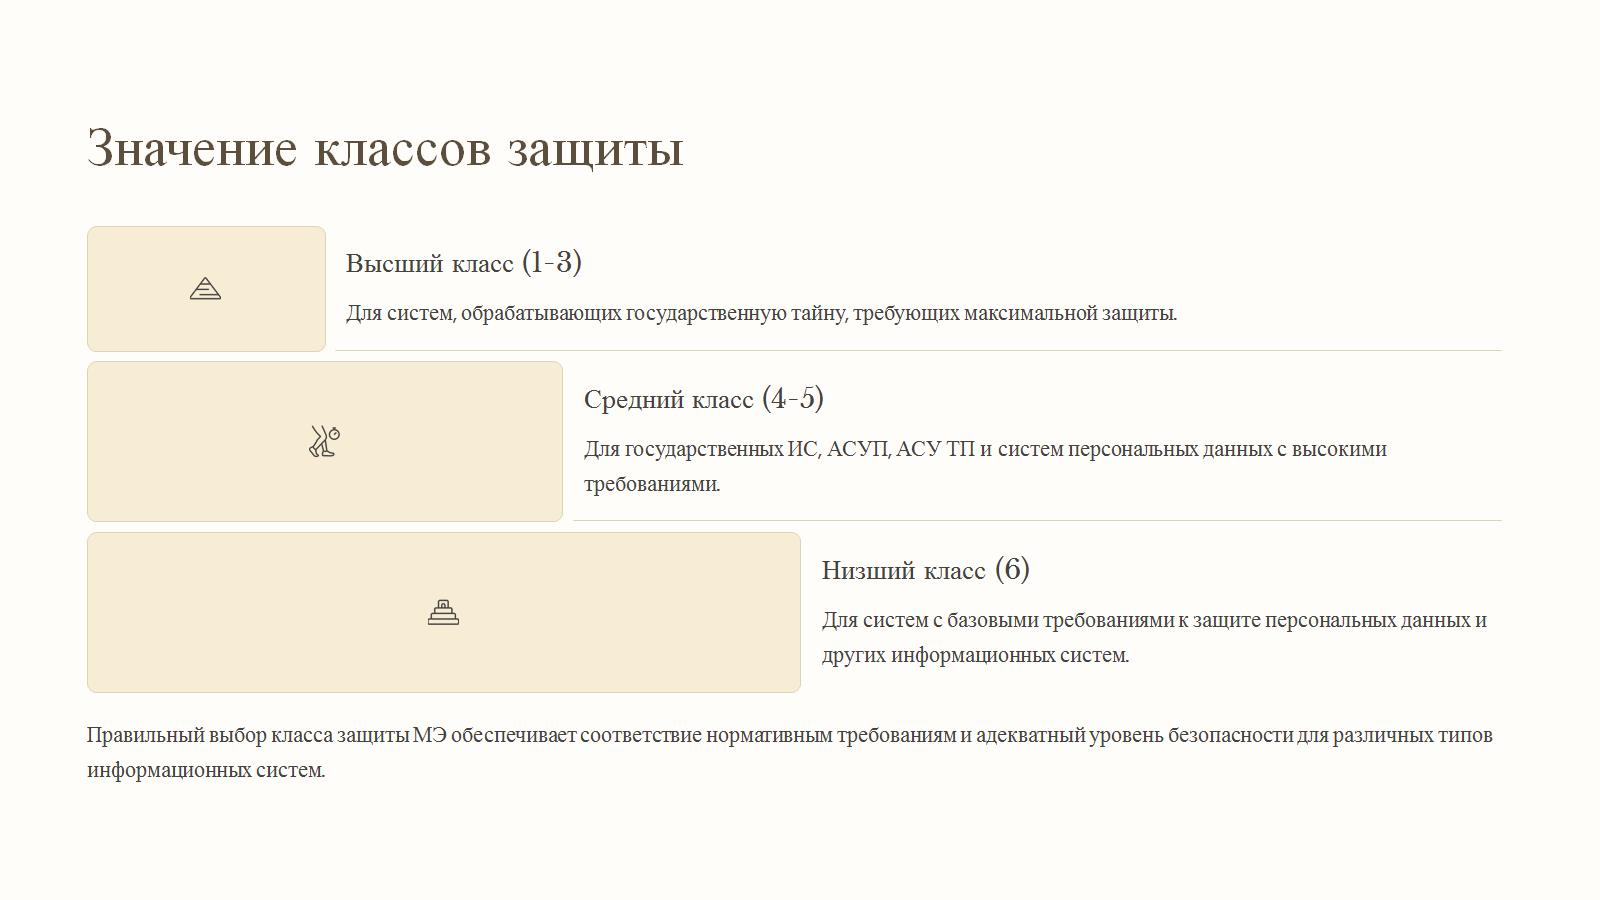 Значение классов защиты
Высший класс (1-3)
Для систем, обрабатывающих государственную тайну, требующих максимальной защиты.
Средний класс (4-5)
Для государственных ИС, АСУП, АСУ ТП и систем персональных данных с высокими
требованиями.
Низший класс (6)
Для систем с базовыми требованиями к защите персональных данных и
других информационных систем.
Правильный выбор класса защиты МЭ обеспечивает соответствие нормативным требованиям и адекватный уровень безопасности для различных типов
информационных систем.